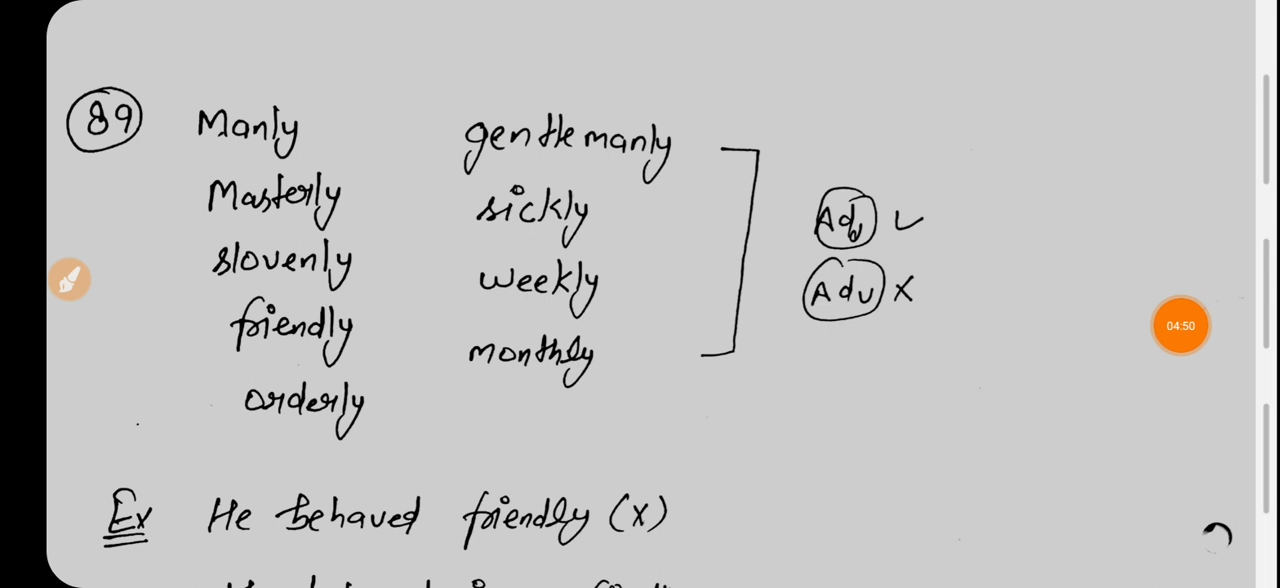 89 Manly gentlemanly
Masterly sickly Adj ✓
slovenly weekly Adv X
friendly monthly
orderly
04:50
Ex He behaved friendly (X)